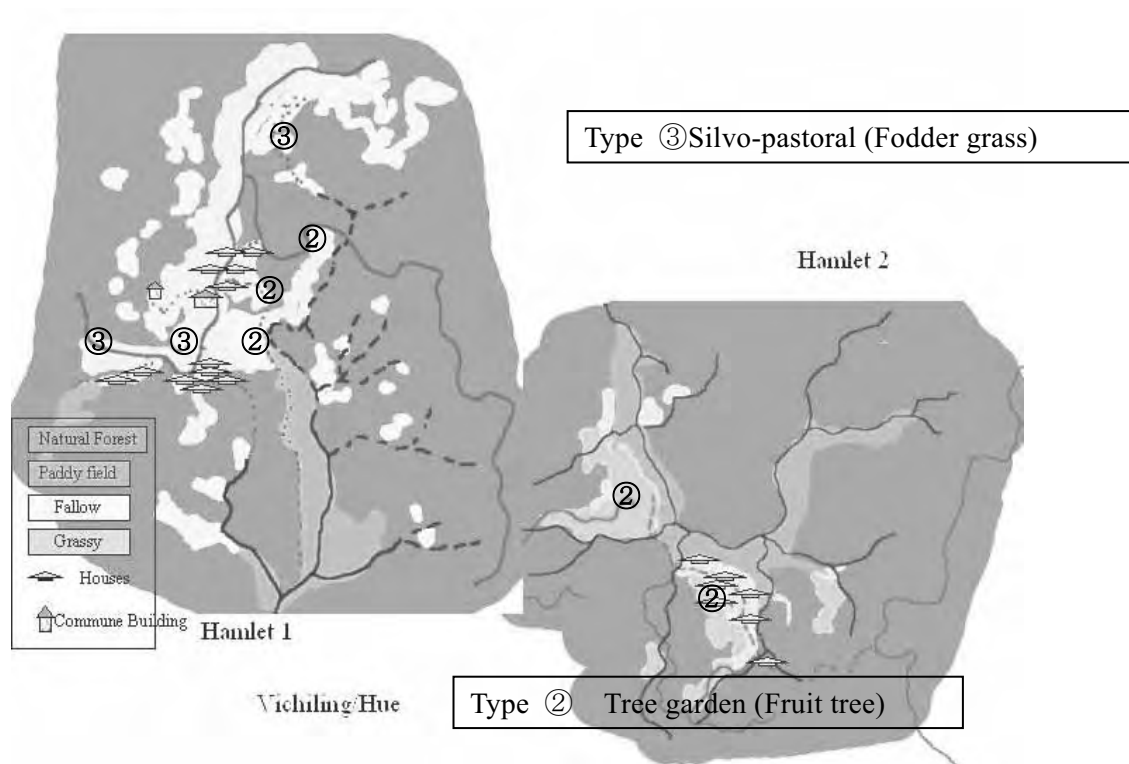 Type ③Silvo-pastoral (Fodder grass)
③
②
Hamlet 2
②
③ ③ ②
Natural Forest
Paddy field
Fallow
Grassy
Houses
Commune Building
②
②
Hamlet 1
Vichiling/Hue
Type ② Tree garden (Fruit tree)